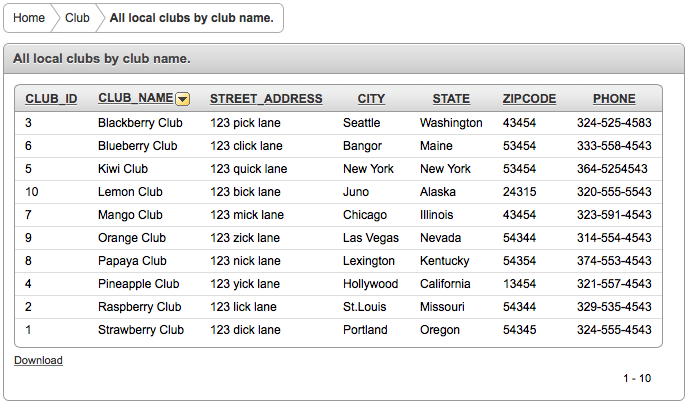 Home Club All local clubs by club name.
All local clubs by club name.
CLUB_ID CLUB_NAME STREET_ADDRESS CITY STATE ZIPCODE PHONE
3 Blackberry Club 123 pick lane Seattle Washington 43454 324-525-4583
6 Blueberry Club 123 click lane Bangor Maine 53454 333-558-4543
5 Kiwi Club 123 quick lane New York New York 53454 364-5254543
10 Lemon Club 123 bick lane Juno Alaska 24315 320-555-5543
7 Mango Club 123 mick lane Chicago Illinois 43454 323-591-4543
9 Orange Club 123 zick lane Las Vegas Nevada 54344 314-554-4543
8 Papaya Club 123 nick lane Lexington Kentucky 54354 374-553-4543
4 Pineapple Club 123 yick lane Hollywood California 13454 321-557-4543
2 Raspberry Club 123 lick lane St.Louis Missouri 54344 329-535-4543
1 Strawberry Club 123 dick lane Portland Oregon 54345 324-555-4543
Download
1 - 10